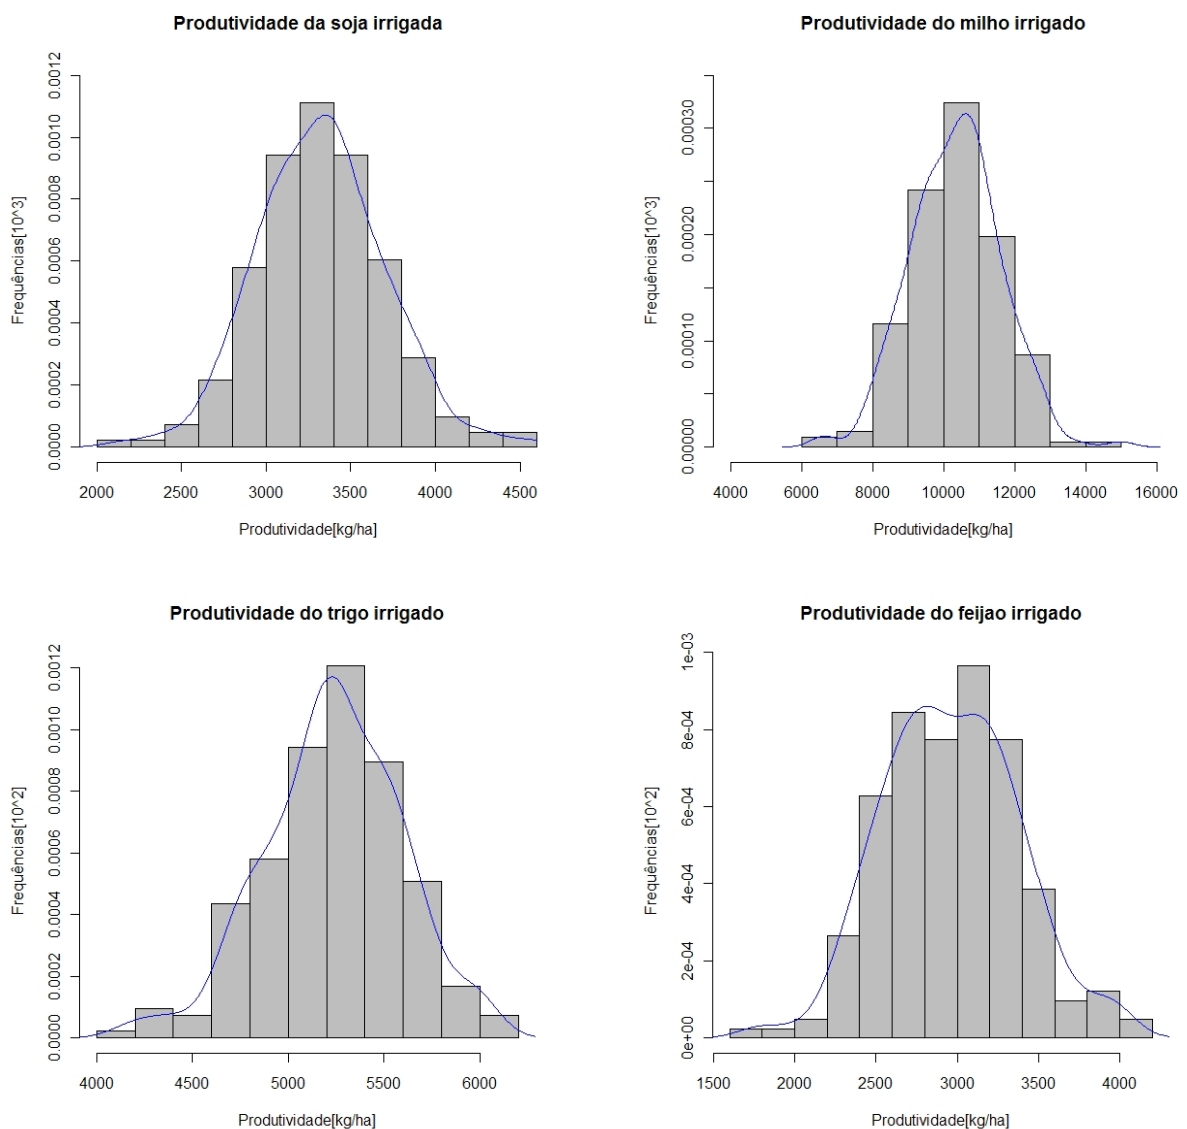 Produtividade da soja irrigada
Frequências[10^3]
0.0000 0.0002 0.0004 0.0006 0.0008 0.0010 0.0012
2000 2500 3000 3500 4000 4500
Produtividade[kg/ha]
Produtividade do milho irrigado
Frequências[10^3]
0.00000 0.00010 0.00020 0.00030
4000 6000 8000 10000 12000 14000 16000
Produtividade[kg/ha]
Produtividade do trigo irrigado
Frequências[10^2]
0.0000 0.0002 0.0004 0.0006 0.0008 0.0010 0.0012
4000 4500 5000 5500 6000
Produtividade[kg/ha]
Produtividade do feijao irrigado
Frequências[10^2]
0e+00 2e-04 4e-04 6e-04 8e-04 1e-03
1500 2000 2500 3000 3500 4000
Produtividade[kg/ha]